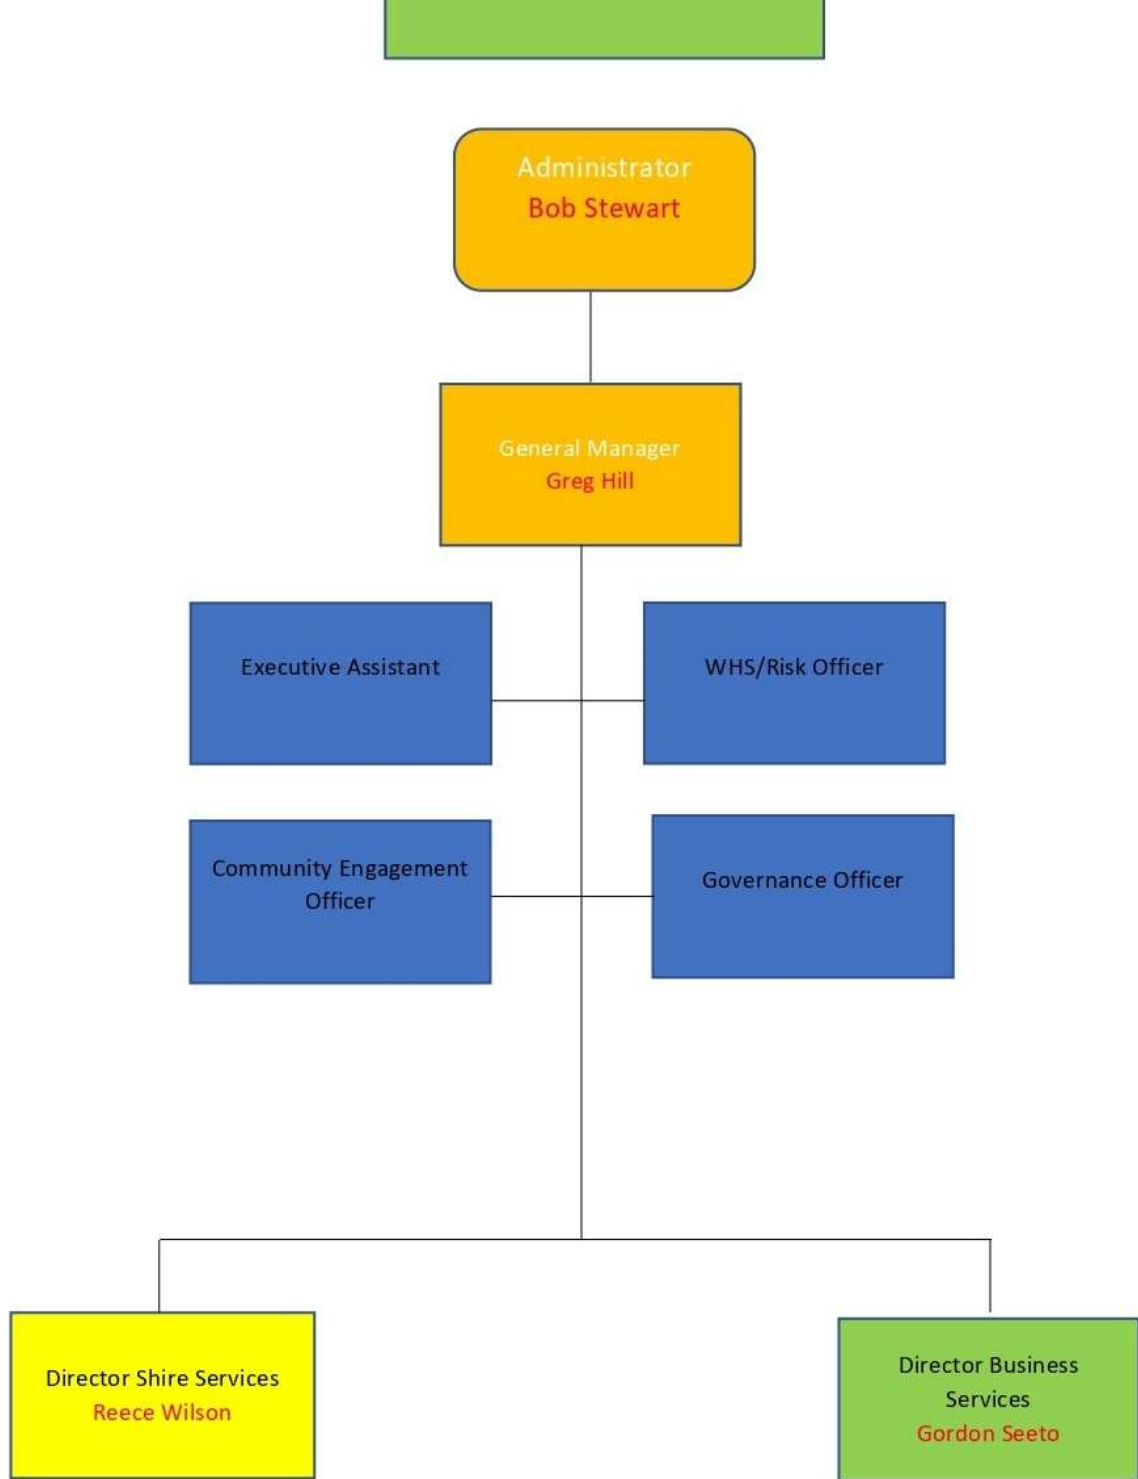 Administrator
Bob Stewart
General Manager
Greg Hill
Executive Assistant
WHS/Risk Officer
Community Engagement
Officer
Governance Officer
Director Shire Services
Reece Wilson
Director Business
Services
Gordon Seeto